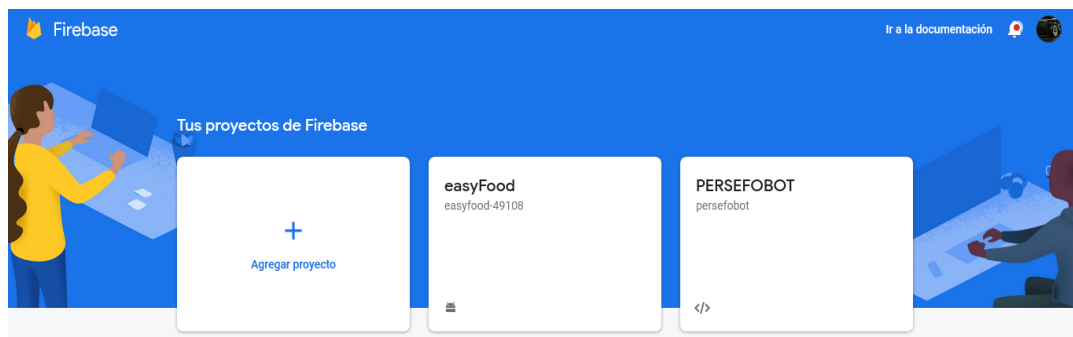 Firebase
Ir a la documentación
Tus proyectos de Firebase
Agregar proyecto
easyFood
easyfood-49108
PERSEFOBOT
persefobot